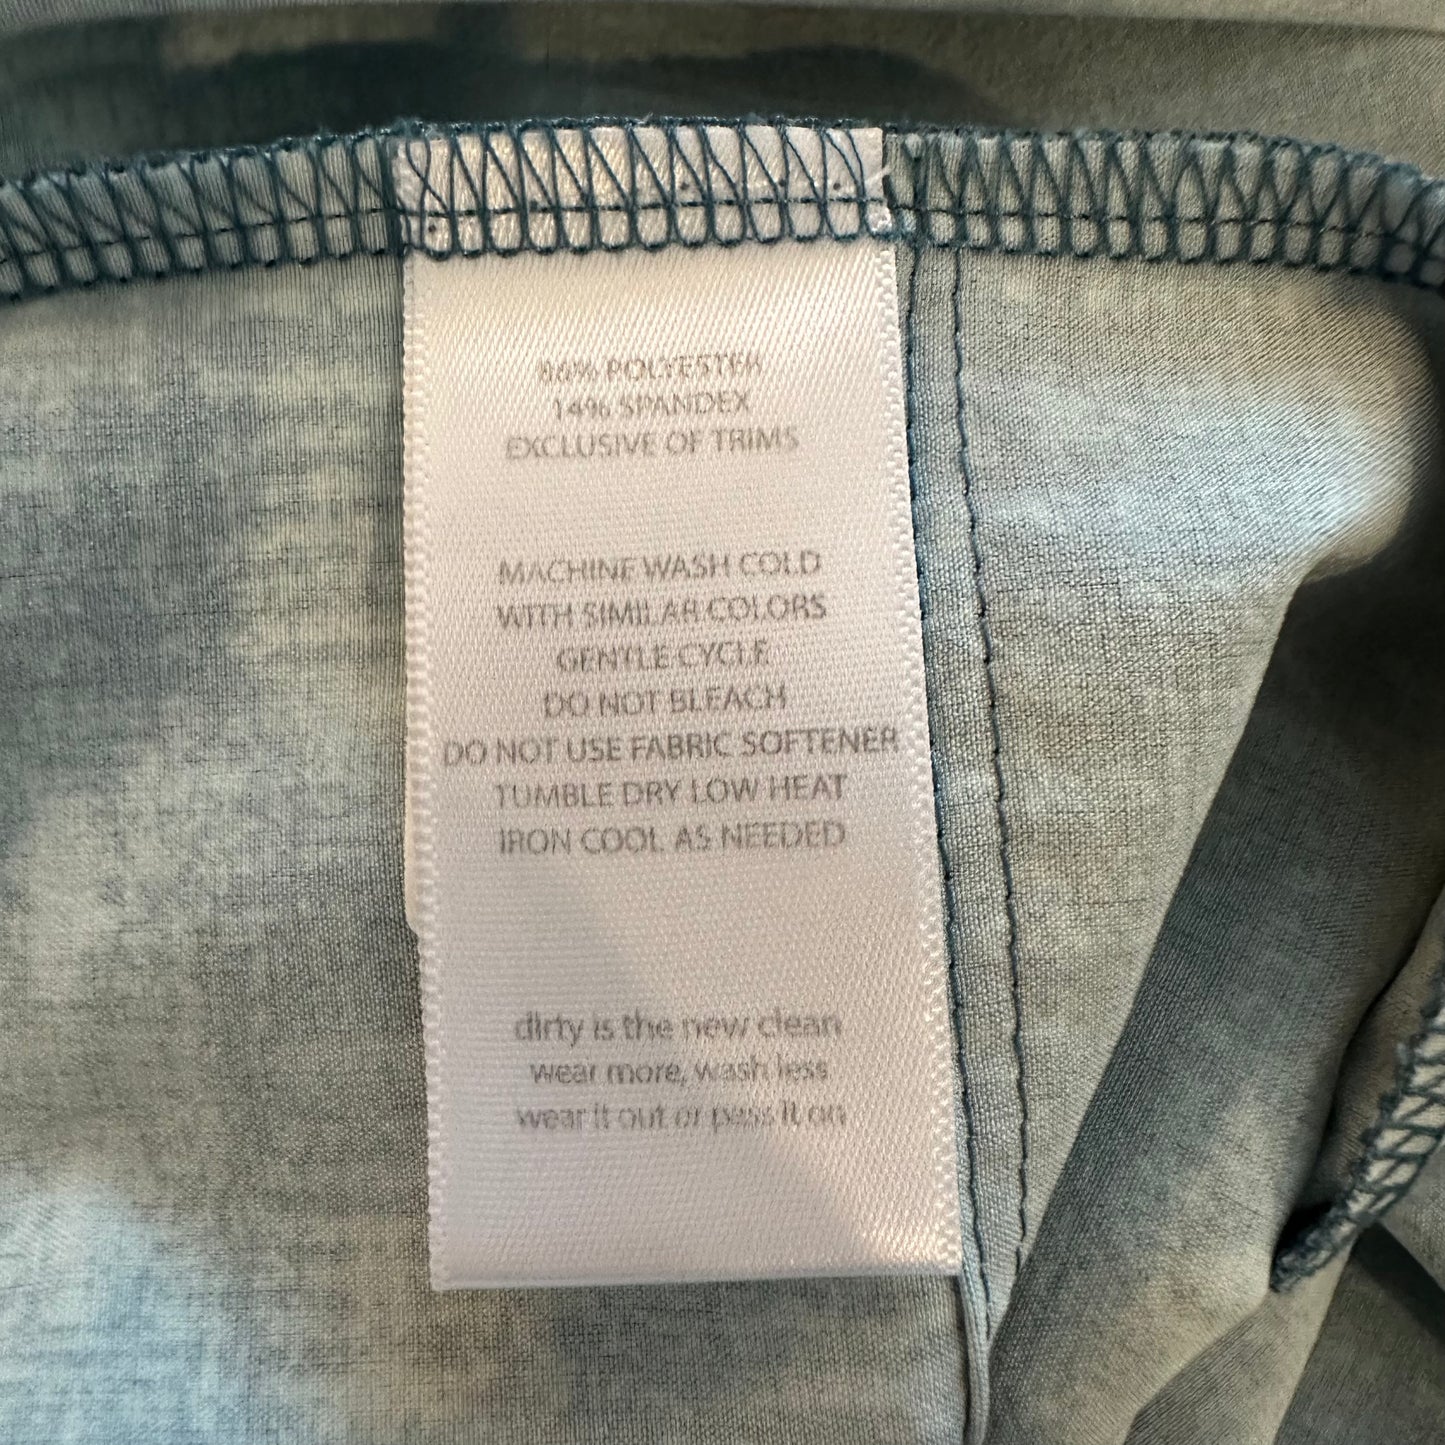 86% POLYESTER
14% SPANDEX
EXCLUSIVE OF TRIMS
MACHINE WASH COLD
WITH SIMILAR COLORS
GENTLE CYCLE
DO NOT BLEACH
DO NOT USE FABRIC SOFTENER
TUMBLE DRY LOW HEAT
IRON COOL AS NEEDED
dirty is the new clean
wear more, wash less
wear it out or pass it on